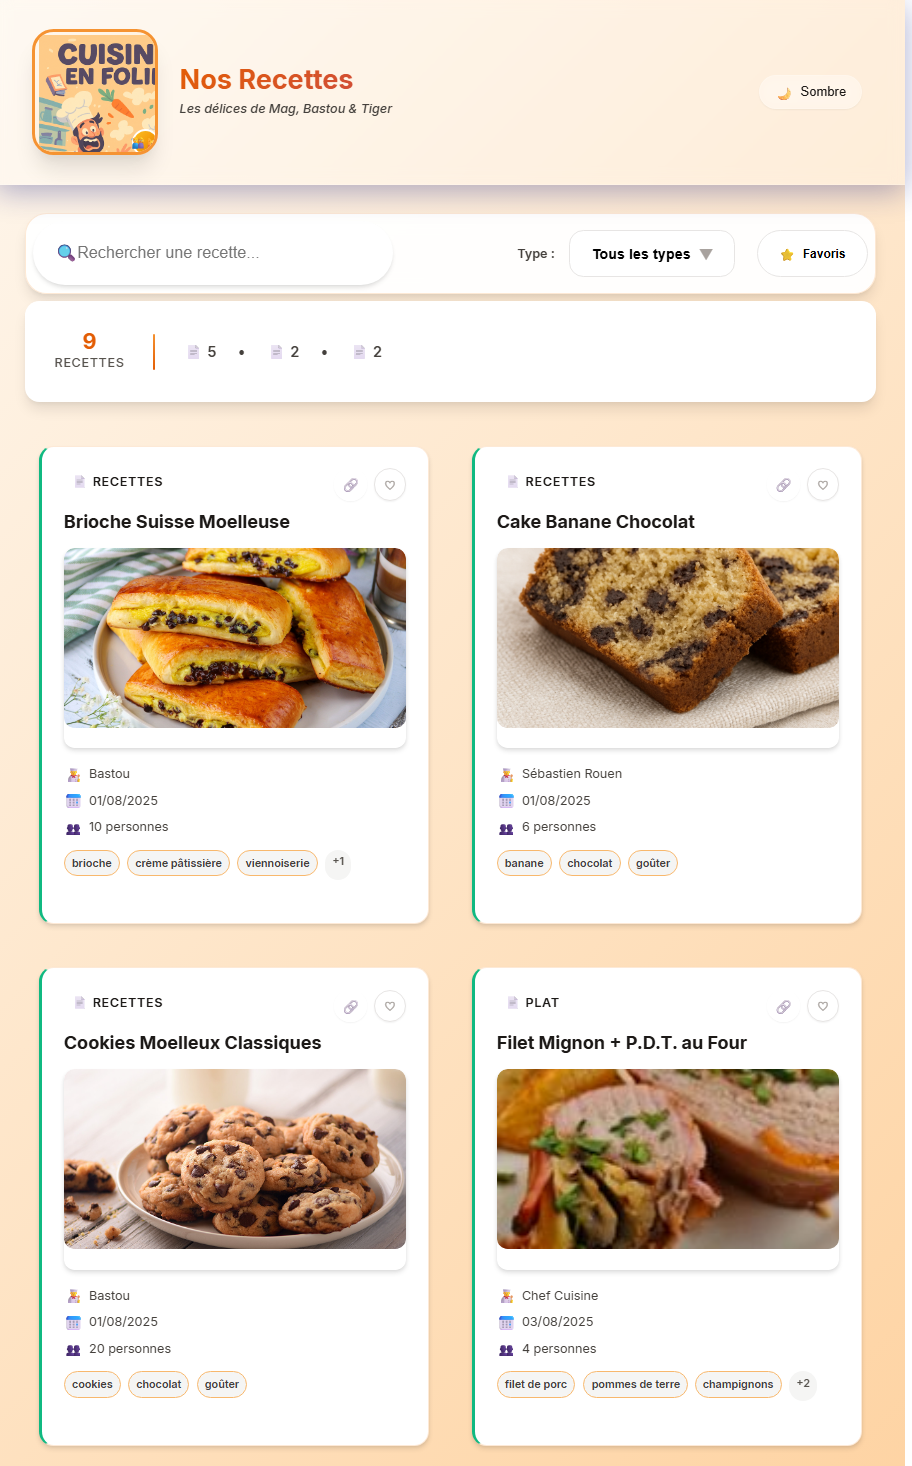 CUISIN
EN FOLI
Nos Recettes
Les délices de Mag, Bastou & Tiger
Sombre
Rechercher une recette...
Type :
Tous les types ▼
Favoris
9
RECETTES
5 • 2 • 2
RECETTES
Brioche Suisse Moelleuse
Bastou
01/08/2025
10 personnes
brioche crème pâtissière viennoiserie +1
RECETTES
Cake Banane Chocolat
Sébastien Rouen
01/08/2025
6 personnes
banane chocolat goûter
RECETTES
Cookies Moelleux Classiques
Bastou
01/08/2025
20 personnes
cookies chocolat goûter
PLAT
Filet Mignon + P.D.T. au Four
Chef Cuisine
03/08/2025
4 personnes
filet de porc pommes de terre champignons +2